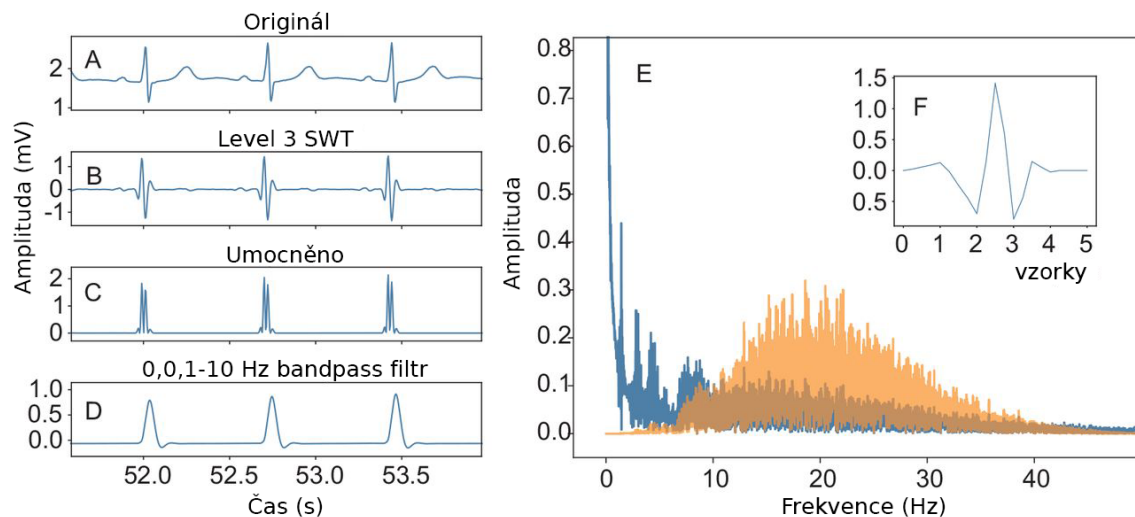 Originál
A
2
1
Level 3 SWT
B
1
0
-1
Umocněno
C
2
1
0
0,0,1-10 Hz bandpass filtr
D
1.0
0.5
0.0
52.0 52.5 53.0 53.5
Čas (s)
Amplituda (mV)
E
0.8
0.7
0.6
0.5
0.4
0.3
0.2
0.1
0.0
0 10 20 30 40
Frekvence (Hz)
Amplituda
F
1.5
1.0
0.5
0.0
0.5
0 1 2 3 4 5
vzorky